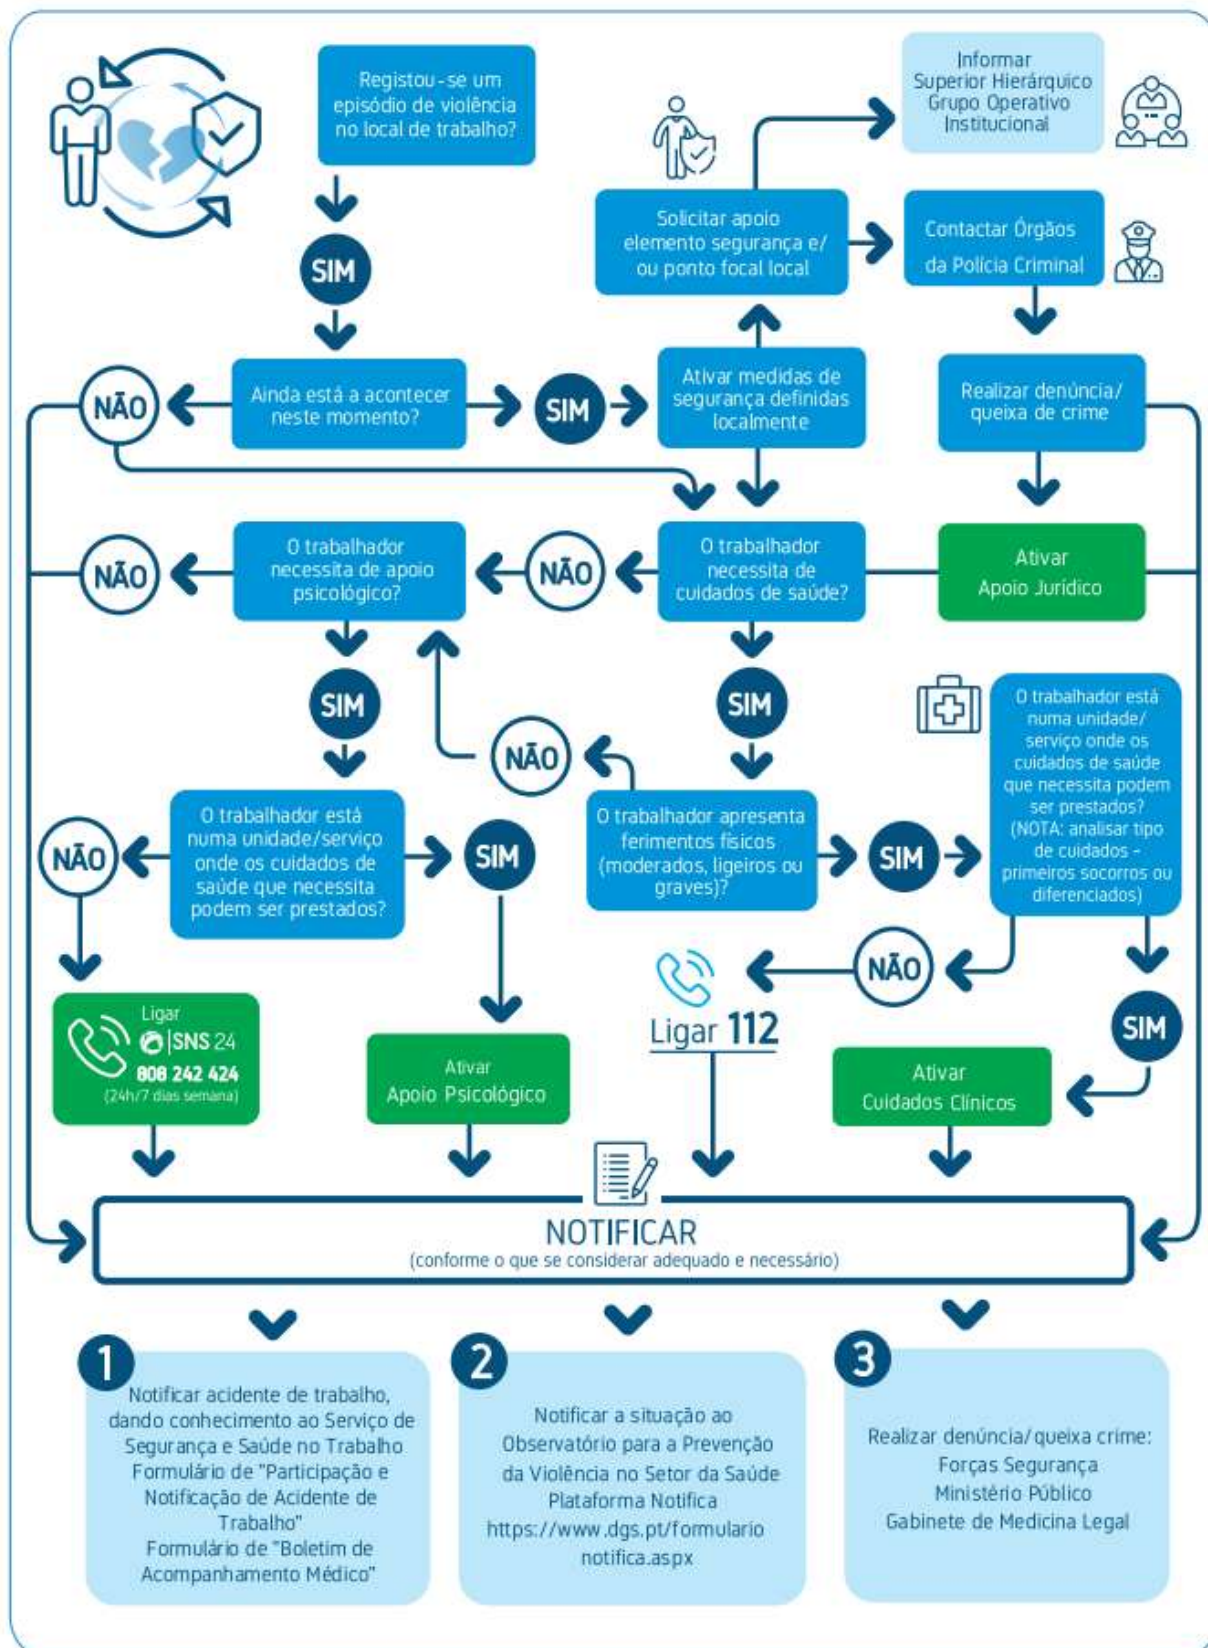 Registou-se um
episódio de violência
no local de trabalho?
Informar
Superior Hierárquico
Grupo Operativo
Institucional
Solicitar apoio
elemento segurança e/
ou ponto focal local
Contactar Órgãos
da Polícia Criminal
SIM
NÃO
Ainda está a acontecer
neste momento?
SIM
Ativar medidas de
segurança definidas
localmente
Realizar denúncia/
queixa de crime
NÃO
O trabalhador
necessita de apoio
psicológico?
NÃO
O trabalhador
necessita de
cuidados de saúde?
Ativar
Apoio Jurídico
SIM
SIM
NÃO
O trabalhador está
numa unidade/
serviço onde os
cuidados de saúde
que necessita podem
ser prestados?
(NOTA: analisar tipo
de cuidados -
primeiros socorros ou
diferenciados)
NÃO
O trabalhador está
numa unidade/serviço
onde os cuidados de
saúde que necessita
podem ser prestados?
SIM
O trabalhador apresenta
ferimentos físicos
(moderados, ligeiros ou
graves)?
SIM
NÃO
Ligar 112
SIM
Ligar
SNS 24
808 242 424
(24h/7 dias semana)
Ativar
Apoio Psicológico
Ativar
Cuidados Clínicos
NOTIFICAR
(conforme o que se considerar adequado e necessário)
1
Notificar acidente de trabalho,
dando conhecimento ao Serviço de
Segurança e Saúde no Trabalho
Formulário de "Participação e
Notificação de Acidente de
Trabalho"
Formulário de "Boletim de
Acompanhamento Médico"
2
Notificar a situação ao
Observatório para a Prevenção
da Violência no Setor da Saúde
Plataforma Notifica
https://www.dgs.pt/formulario
notifica.aspx
3
Realizar denúncia/queixa crime:
Forças Segurança
Ministério Público
Gabinete de Medicina Legal